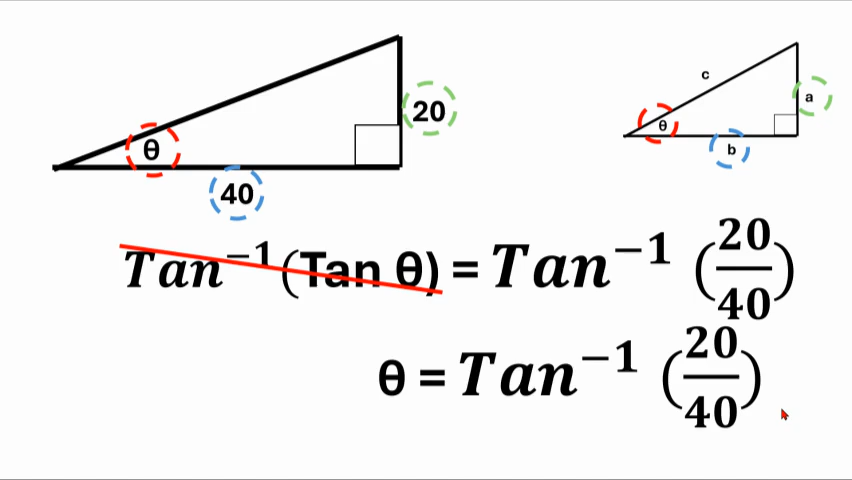 20
θ
40
c
a
θ
b
Tan⁻¹(Tan θ) = Tan⁻¹ (20/40)
θ = Tan⁻¹ (20/40)